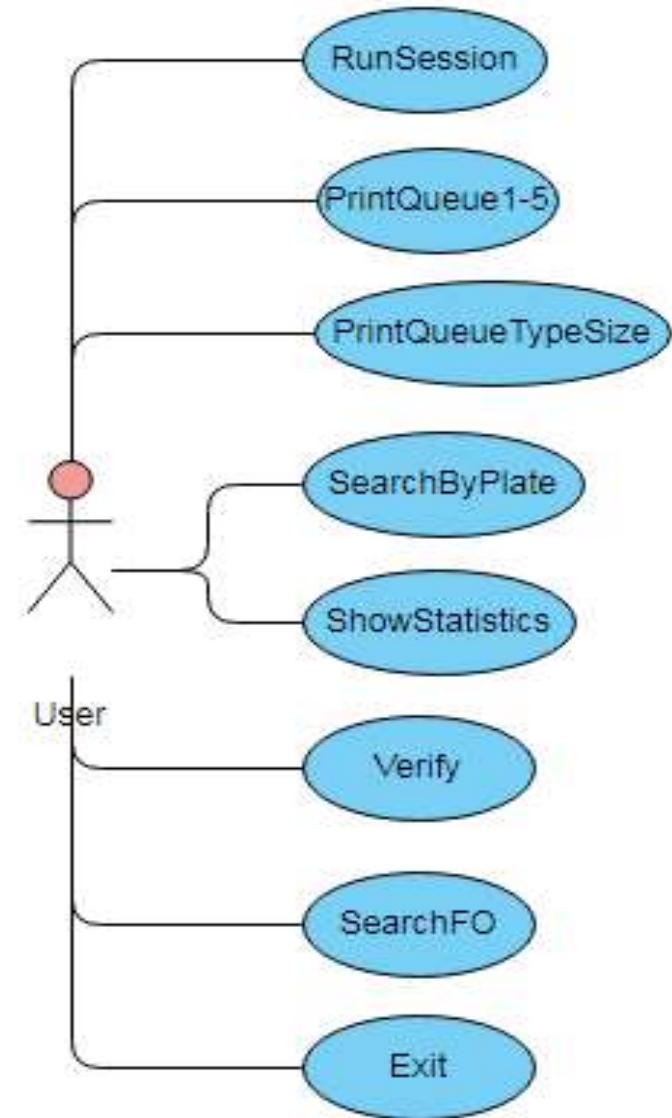 RunSession
PrintQueue1-5
PrintQueueTypeSize
SearchByPlate
ShowStatistics
User
Verify
SearchFO
Exit